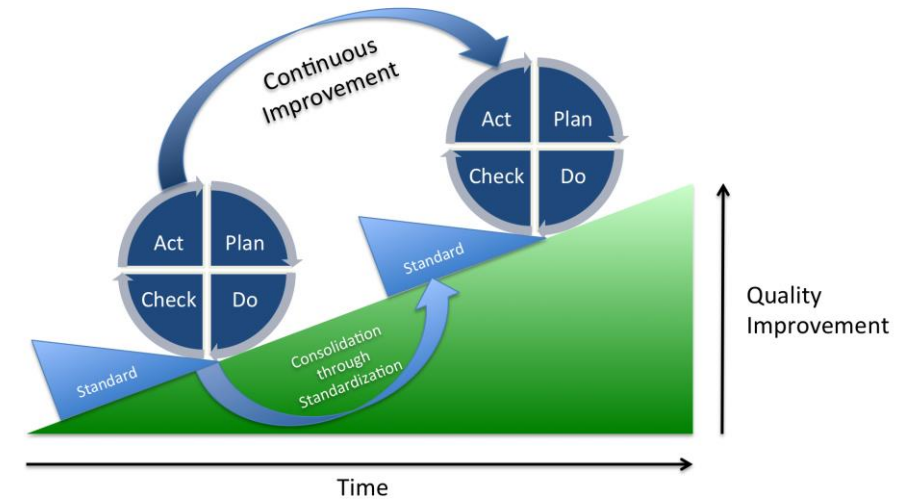 Continuous
Improvement
Act Plan
Check Do
Act Plan
Check Do
Standard
Standard
Consolidation
through
Standardization
Quality
Improvement
Time